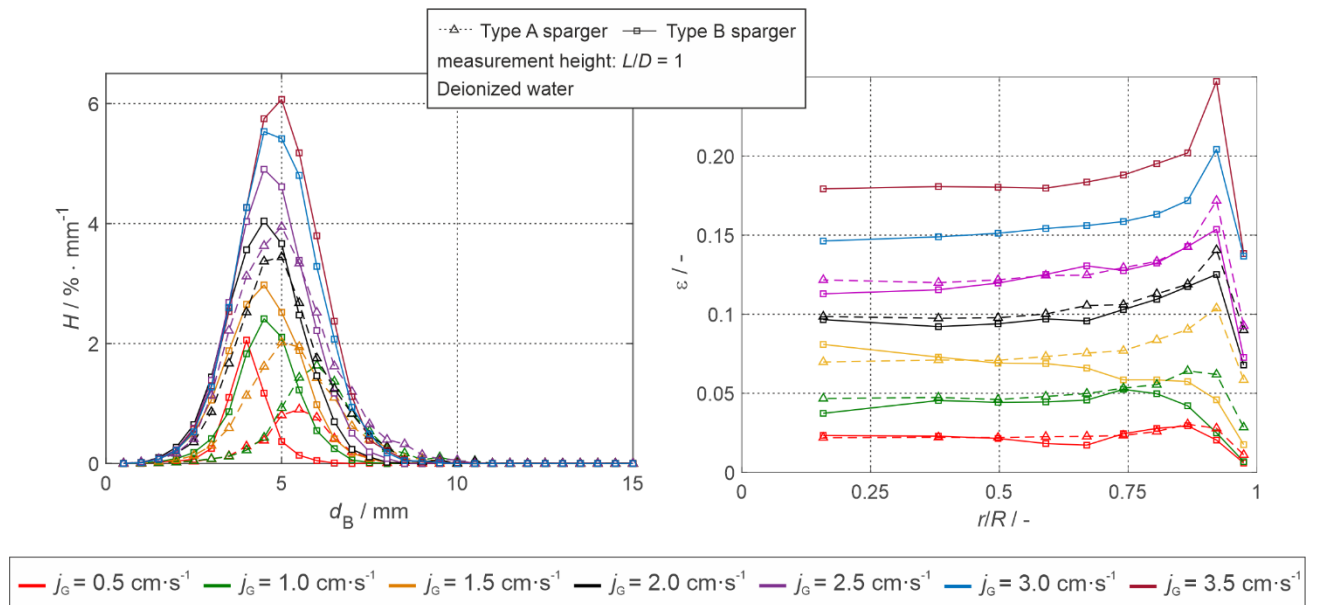 Type A sparger Type B sparger
measurement height: L/D = 1
Deionized water
6
4
2
0
H / % · mm⁻¹
0 5 10 15
d_B / mm
0.20
0.15
0.1
0.05
0
ε / -
0 0.25 0.5 0.75 1
r/R / -
j_G = 0.5 cm·s⁻¹ j_G = 1.0 cm·s⁻¹ j_G = 1.5 cm·s⁻¹ j_G = 2.0 cm·s⁻¹ j_G = 2.5 cm·s⁻¹ j_G = 3.0 cm·s⁻¹ j_G = 3.5 cm·s⁻¹